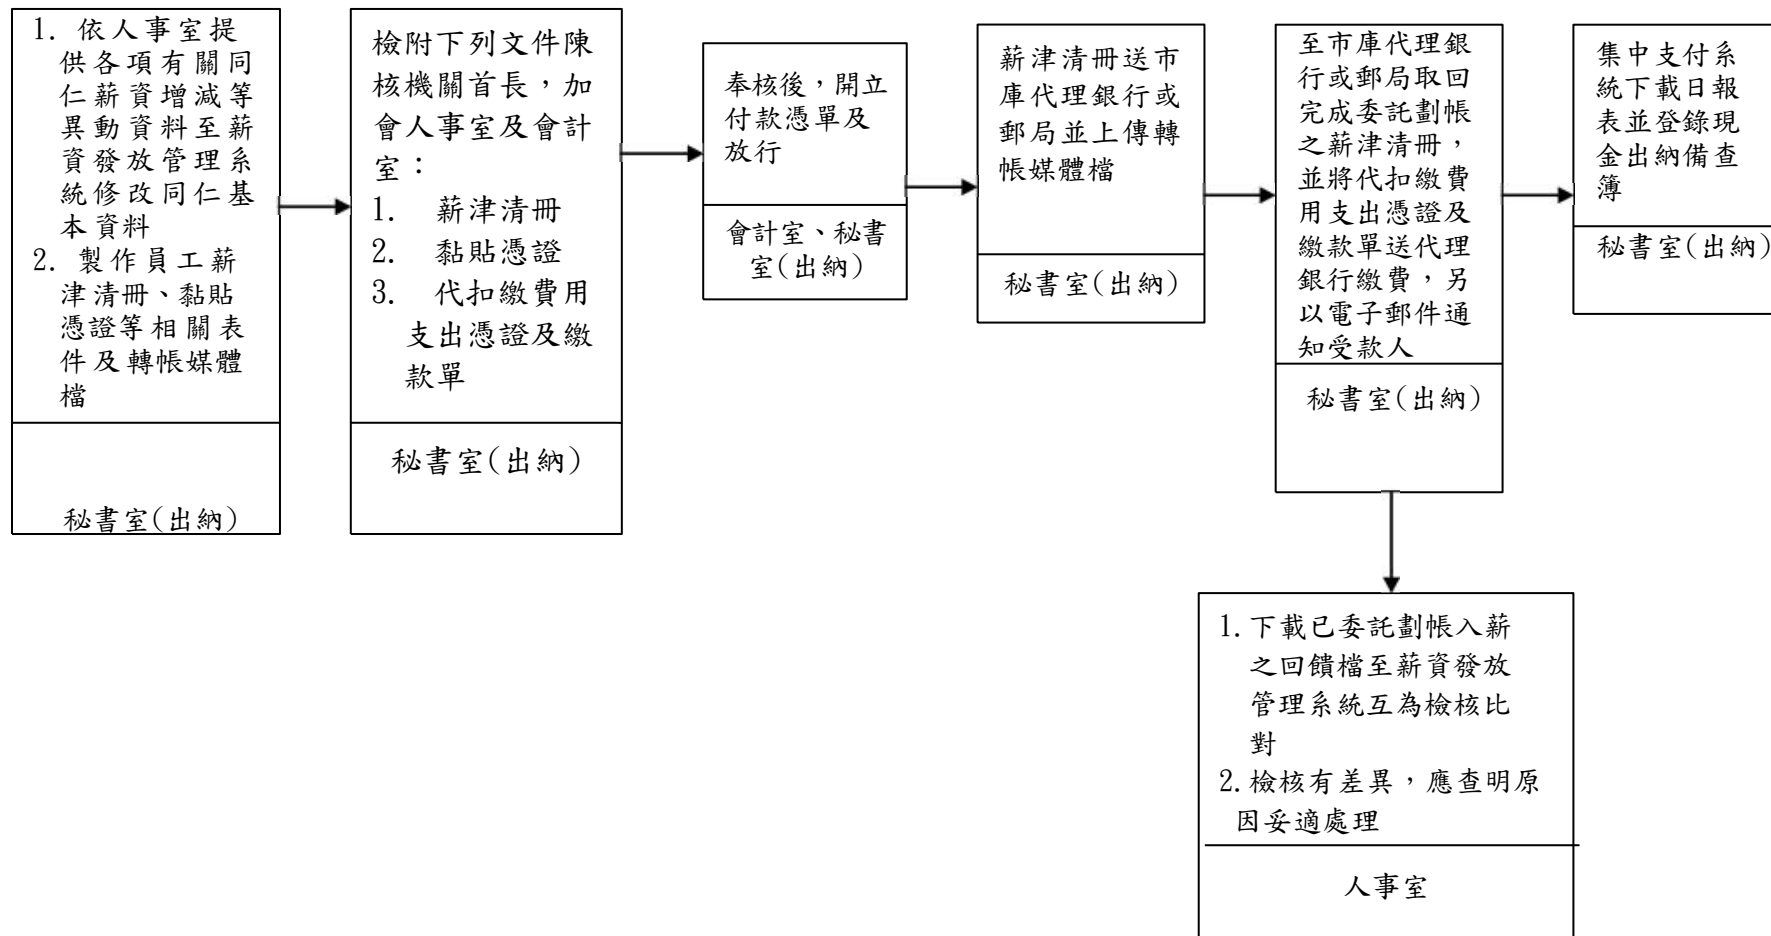 1. 依人事室提
供各項有關同
仁薪資增減等
異動資料至薪
資發放管理系
統修改同仁基
本資料
2. 製作員工薪
津清冊、黏貼
憑證等相關表
件及轉帳媒體
檔
秘書室(出納)
檢附下列文件陳
核機關首長，加
會人事室及會計
室：
1. 薪津清冊
2. 黏貼憑證
3. 代扣繳費用
支出憑證及繳
款單
秘書室(出納)
奉核後，開立
付款憑單及
放行
會計室、秘書
室(出納)
薪津清冊送市
庫代理銀行或
郵局並上傳轉
帳媒體檔
秘書室(出納)
至市庫代理銀
行或郵局取回
完成委託劃帳
之薪津清冊，
並將代扣繳費
用支出憑證及
繳款單送代理
銀行繳費，另
以電子郵件通
知受款人
秘書室(出納)
集中支付系
統下載日報
表並登錄現
金出納備查
簿
秘書室(出納)
1. 下載已委託劃帳入薪
之回饋檔至薪資發放
管理系統互為檢核比
對
2. 檢核有差異，應查明原
因妥適處理
人事室